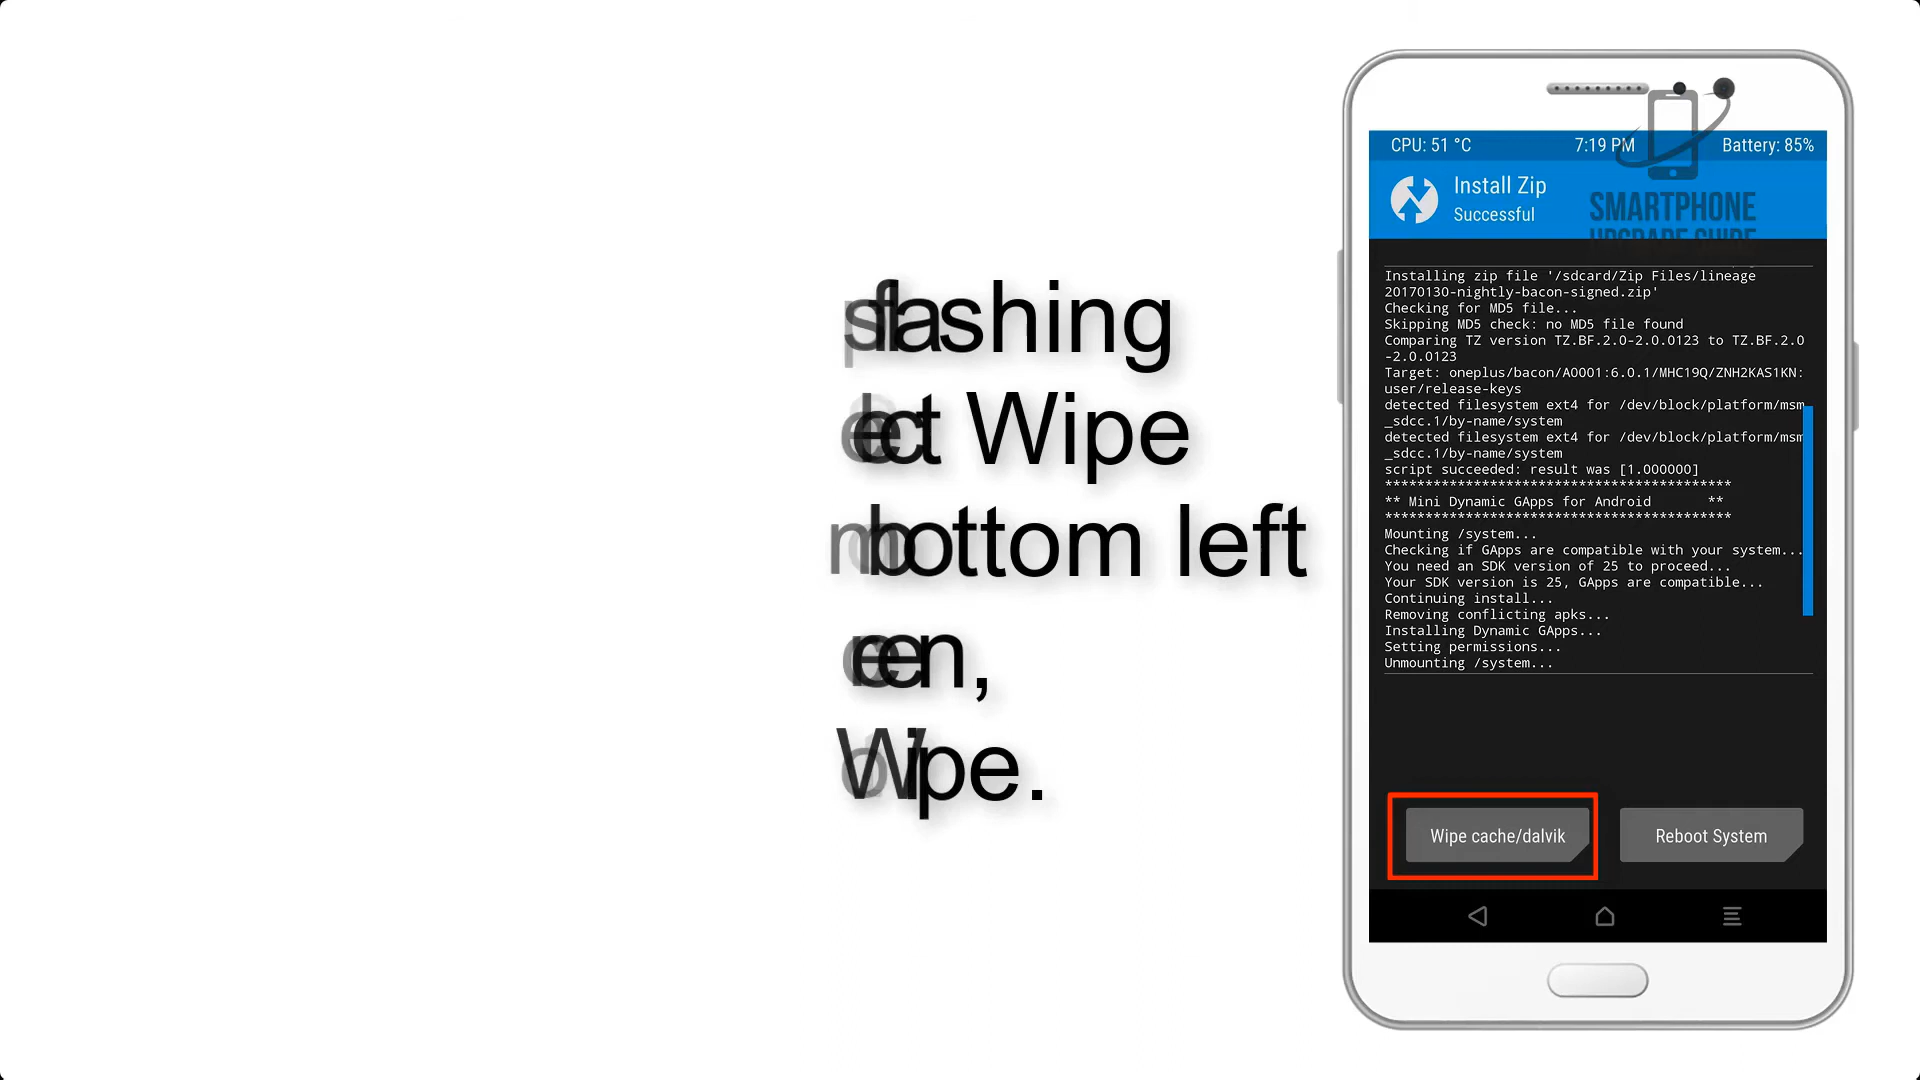 flashing
Wipe
bottom left
Wipe.
CPU: 51 °C
7:19 PM
Battery: 85%
Install Zip
Successful
SMARTPHONE
UPGRADE GUIDE
Installing zip file '/sdcard/Zip Files/lineage
20170130-nightly-bacon-signed.zip'
Checking for MD5 file...
Skipping MD5 check: no MD5 file found
Comparing TZ version TZ.BF.2.0-2.0.0123 to TZ.BF.2.0
-2.0.0123
Target: oneplus/bacon/A0001:6.0.1/MHC19Q/ZNH2KAS1KN:
user/release-keys
detected filesystem ext4 for /dev/block/platform/msm
_sdcc.1/by-name/system
detected filesystem ext4 for /dev/block/platform/msm
_sdcc.1/by-name/system
script succeeded: result was [1.000000]
*******************************************
** Mini Dynamic GApps for Android       **
*******************************************
Mounting /system...
Checking if GApps are compatible with your system...
You need an SDK version of 25 to proceed...
Your SDK version is 25, GApps are compatible...
Continuing install...
Removing conflicting apks...
Installing Dynamic GApps...
Setting permissions...
Unmounting /system...
Wipe cache/dalvik
Reboot System